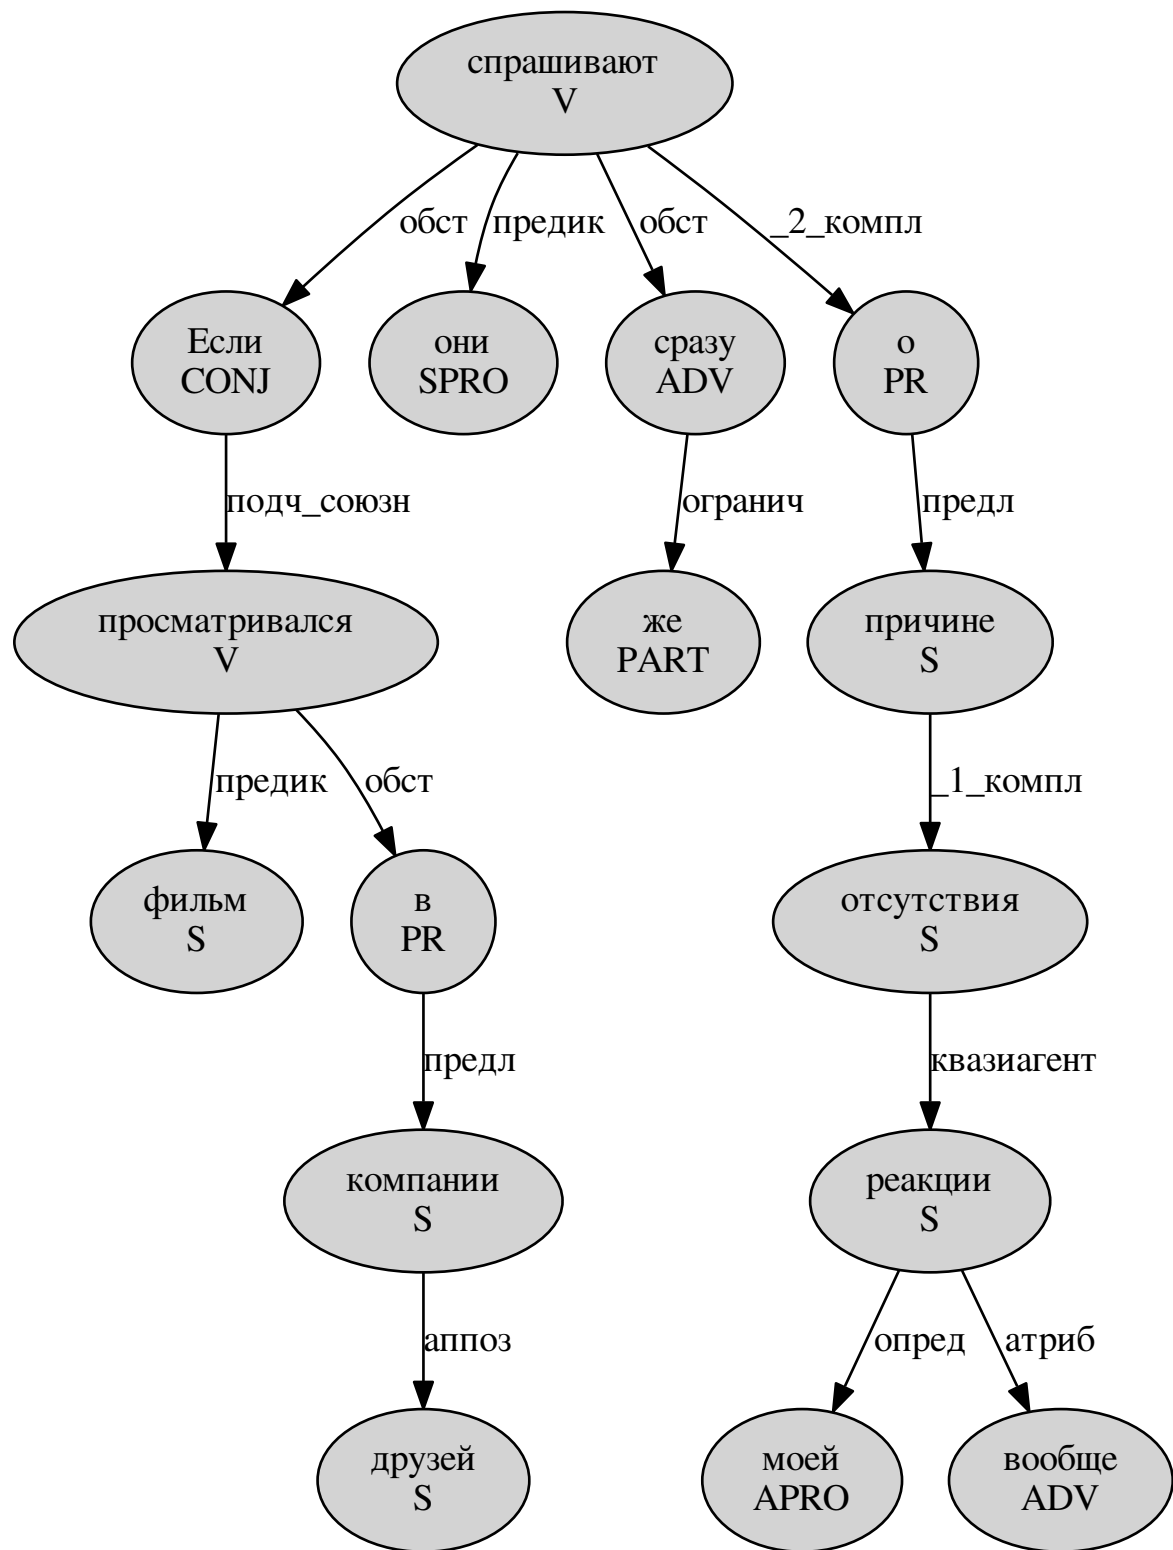 спрашивают
V
обст
предик
обст
_2_компл
Если
CONJ
они
SPRO
сразу
ADV
о
PR
подч_союзн
огранич
предл
просматривался
V
же
PART
причине
S
предик
обст
_1_компл
фильм
S
в
PR
отсутствия
S
предл
квазиагент
компании
S
реакции
S
аппоз
опред
атриб
друзей
S
моей
APRO
вообще
ADV